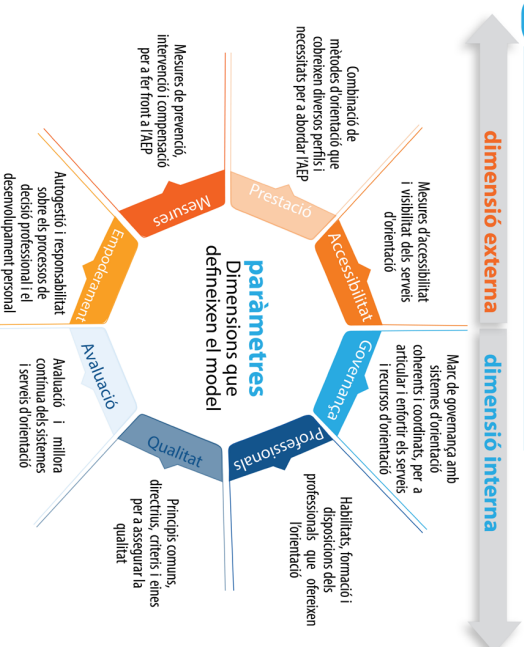 dimensió externa
dimensió interna
Mesures d'accessibilitat
i visibilitat dels serveis
d'orientació
Marc de governança amb
sistemes d'orientació
coherents i coordinats, per a
articular i enfortir els serveis
i recursos d'orientació
Combinació de
mètodes d'orientació que
cobreixen diversos perfils i
necessitats per a abordar l'AEP
Habilitats, formació i
disposicions dels
professionals que ofereixen
l'orientació
Accessibilitat
Governança
Prestació
Professionals
paràmetres
Dimensions que
defineixen el model
Mesures
Qualitat
Empoderament
Avaluació
Mesures de prevenció,
intervenció i compensació
per a fer front a l'AEP
Principis comuns,
directrius, criteris i eines
per a assegurar la
qualitat
Autogestió i responsabilitat
sobre els processos de
decisió professional i el
desenvolupament personal
Avaluació i millora
contínua dels sistemes
i serveis d'orientació